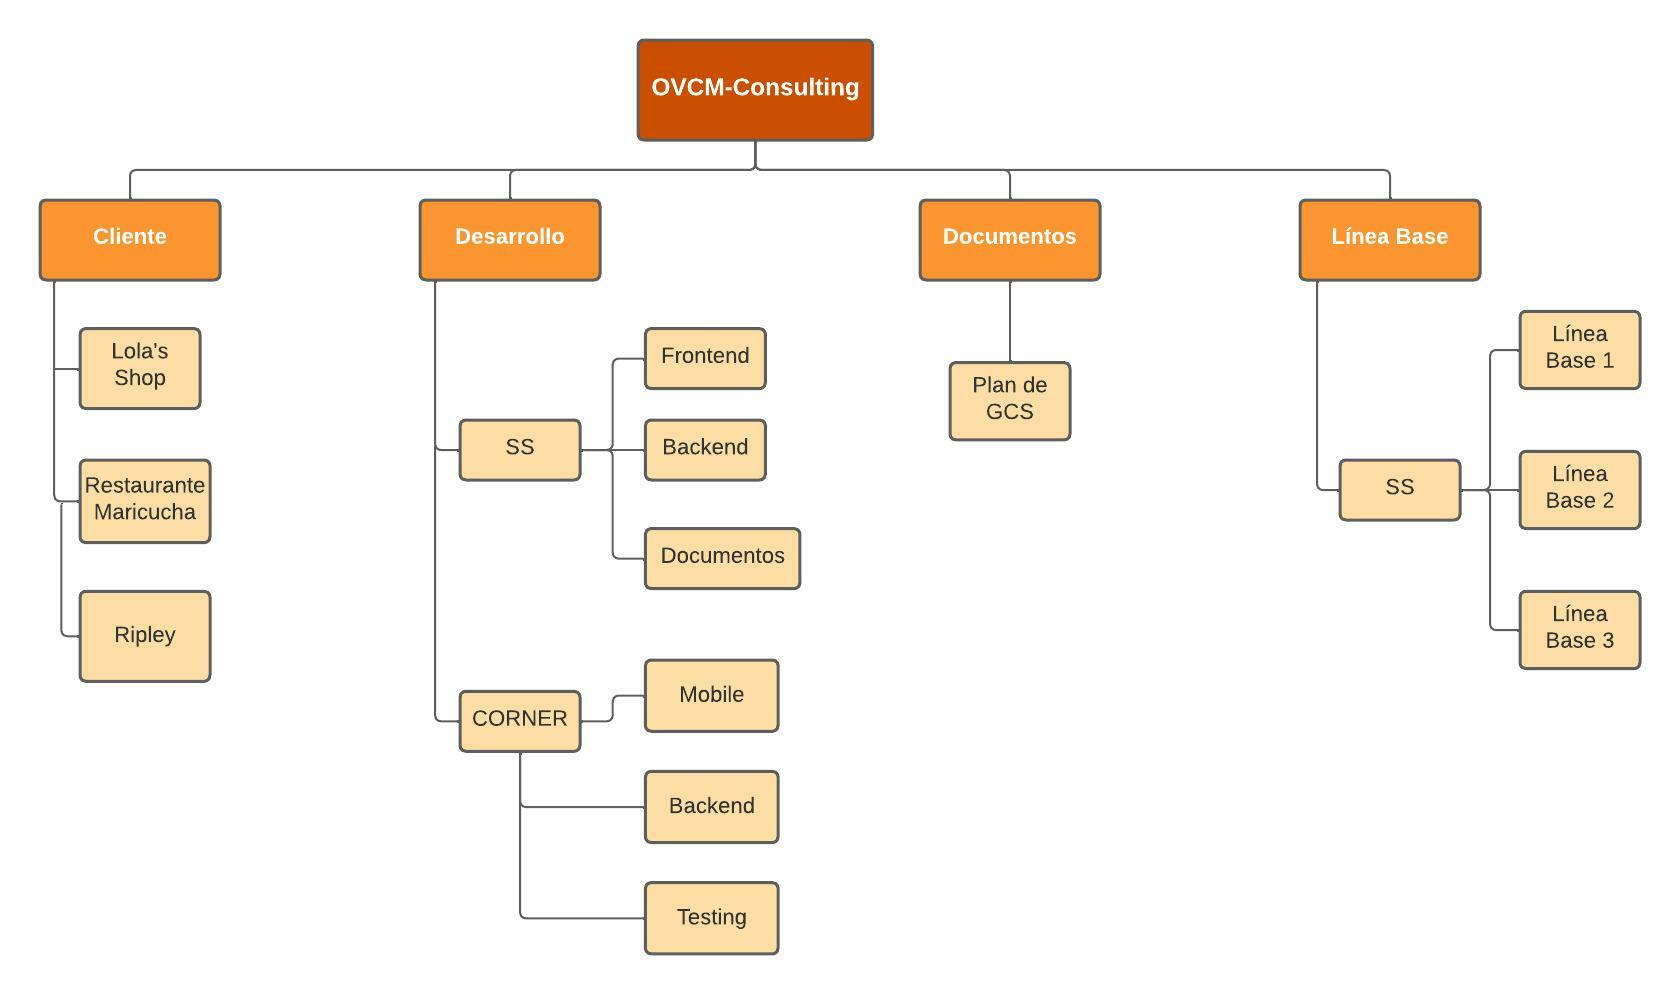 OVCM-Consulting
Cliente
Desarrollo
Documentos
Línea Base
Lola's
Shop
Restaurante
Maricucha
Ripley
SS
Frontend
Backend
Documentos
CORNER
Mobile
Backend
Testing
Plan de
GCS
SS
Línea
Base 1
Línea
Base 2
Línea
Base 3